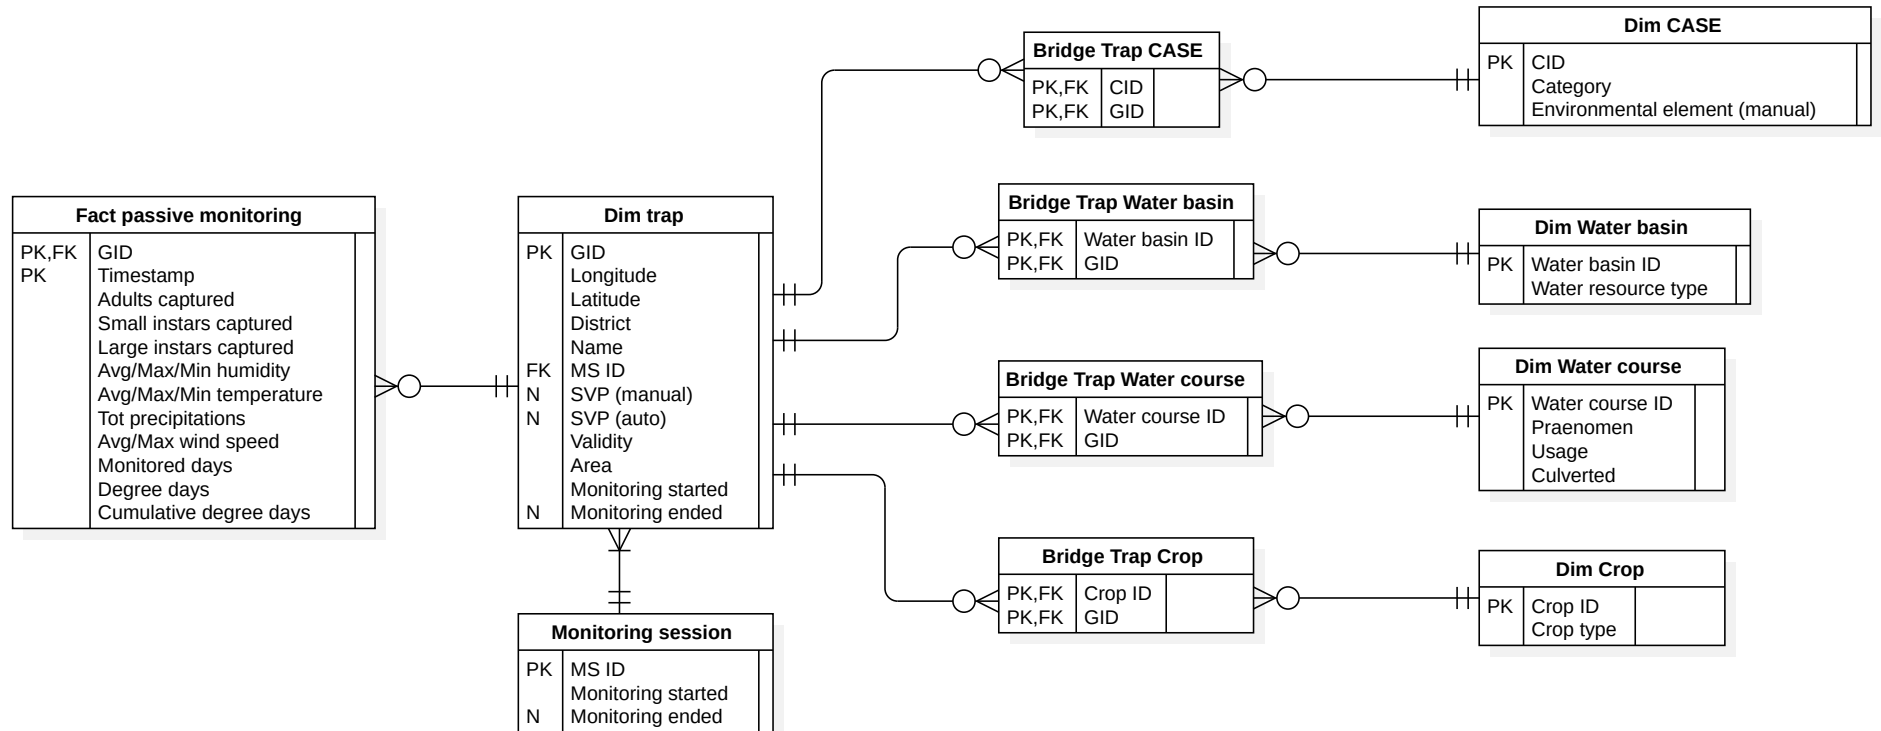 Fact passive monitoring
PK,FK GID
PK Timestamp
Adults captured
Small instars captured
Large instars captured
Avg/Max/Min humidity
Avg/Max/Min temperature
Tot precipitations
Avg/Max wind speed
Monitored days
Degree days
Cumulative degree days
Dim trap
PK GID
Longitude
Latitude
District
Name
FK MS ID
N SVP (manual)
N SVP (auto)
Validity
Area
Monitoring started
N Monitoring ended
Monitoring session
PK MS ID
Monitoring started
N Monitoring ended
Bridge Trap CASE
PK,FK CID
PK,FK GID
Bridge Trap Water basin
PK,FK Water basin ID
PK,FK GID
Bridge Trap Water course
PK,FK Water course ID
PK,FK GID
Bridge Trap Crop
PK,FK Crop ID
PK,FK GID
Dim CASE
PK CID
Category
Environmental element (manual)
Dim Water basin
PK Water basin ID
Water resource type
Dim Water course
PK Water course ID
Praenomen
Usage
Culverted
Dim Crop
PK Crop ID
Crop type